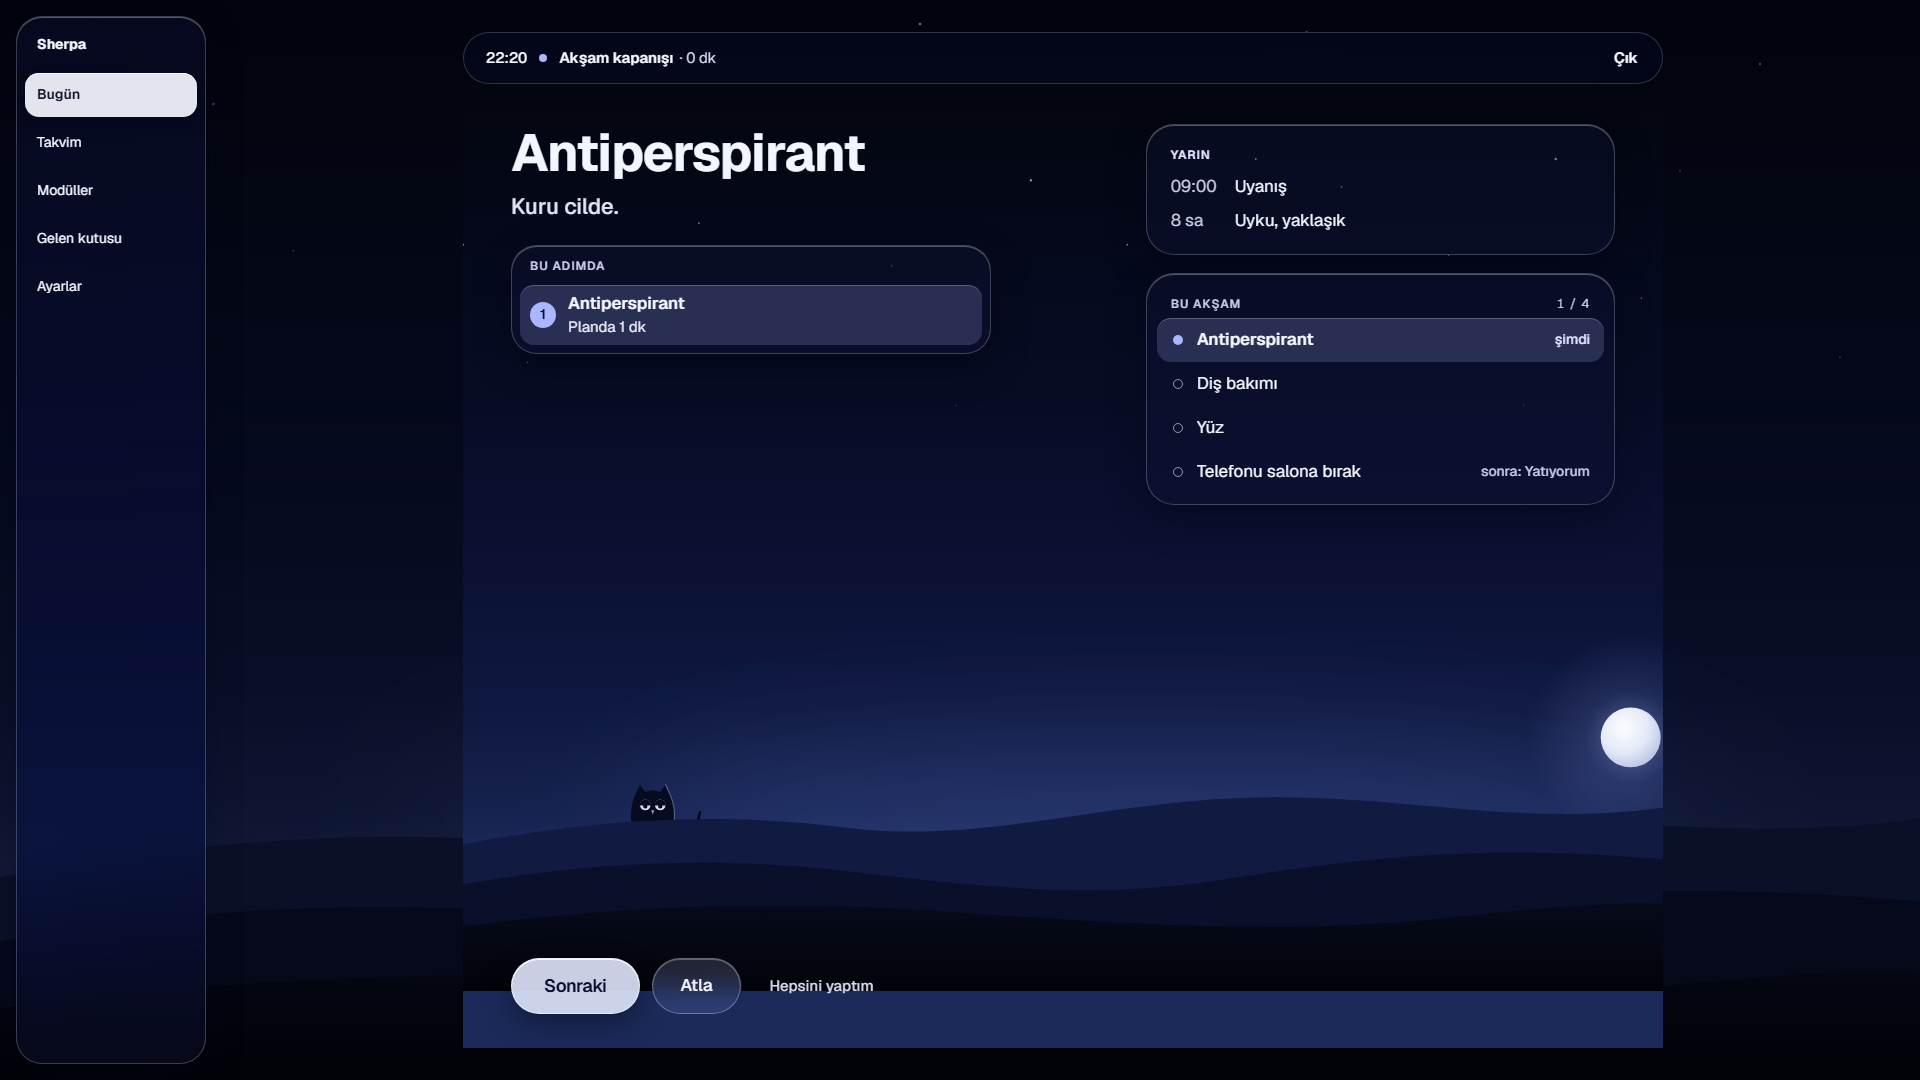 Sherpa
Bugün
Takvim
Modüller
Gelen kutusu
Ayarlar
22:20 Akşam kapanışı · 0 dk
Çık
Antiperspirant
Kuru cilde.
BU ADIMDA
1 Antiperspirant
Planda 1 dk
YARIN
09:00 Uyanış
8 sa Uyku, yaklaşık
BU AKŞAM 1 / 4
Antiperspirant şimdi
Diş bakımı
Yüz
Telefonu salona bırak sonra: Yatıyorum
Sonraki
Atla
Hepsini yaptım